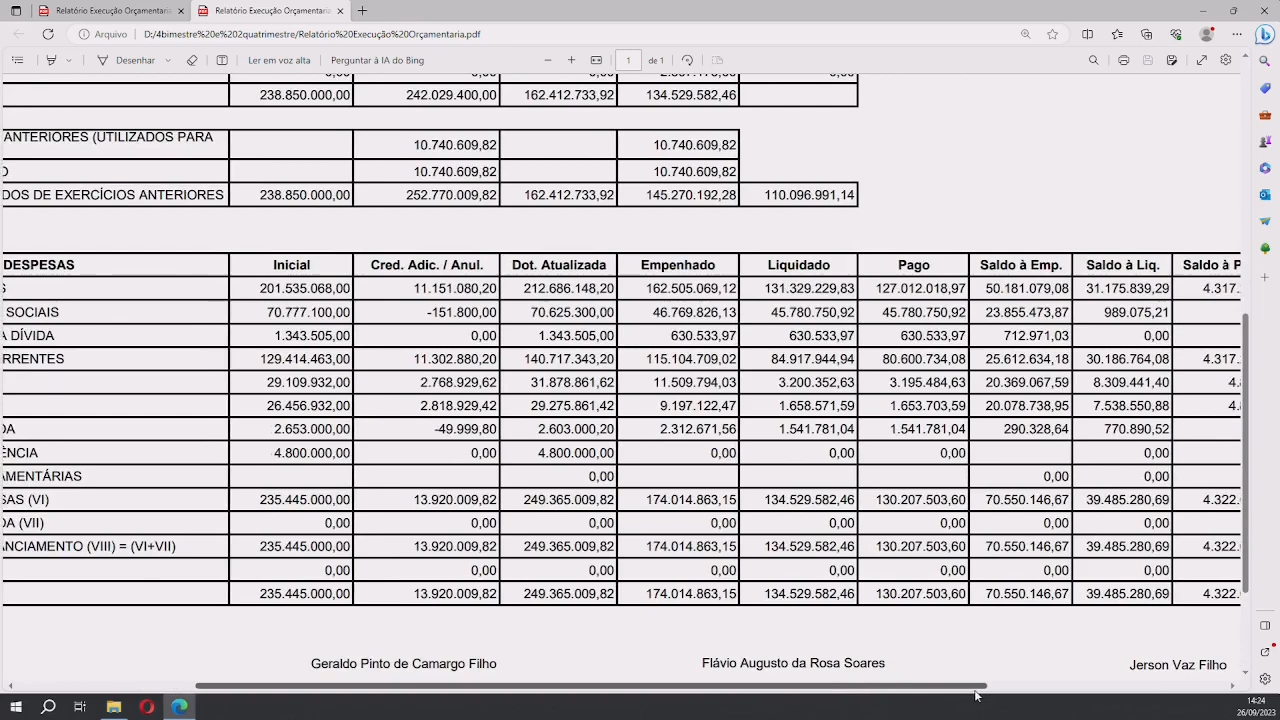 Relatório Execução Orçamentaria. Relatório Execução Orçamentaria.
Arquivo D:/4bimestre%20e%202quatrimestre/Relatório%20Execução%20Orçamentaria.pdf
Desenhar Ler em voz alta Perguntar à IA do Bing 1 de 1
238.850.000,00 242.029.400,00 162.412.733,92 134.529.582,46
ANTERIORES (UTILIZADOS PARA 10.740.609,82 10.740.609,82
O 10.740.609,82 10.740.609,82
DOS DE EXERCÍCIOS ANTERIORES 238.850.000,00 252.770.009,82 162.412.733,92 145.270.192,28 110.096.991,14
DESPESAS Inicial Cred. Adic. / Anul. Dot. Atualizada Empenhado Liquidado Pago Saldo à Emp. Saldo à Liq. Saldo à P
S 201.535.068,00 11.151.080,20 212.686.148,20 162.505.069,12 131.329.229,83 127.012.018,97 50.181.079,08 31.175.839,29 4.317.
SOCIAIS 70.777.100,00 -151.800,00 70.625.300,00 46.769.826,13 45.780.750,92 45.780.750,92 23.855.473,87 989.075,21
A DÍVIDA 1.343.505,00 0,00 1.343.505,00 630.533,97 630.533,97 630.533,97 712.971,03 0,00
RRENTES 129.414.463,00 11.302.880,20 140.717.343,20 115.104.709,02 84.917.944,94 80.600.734,08 25.612.634,18 30.186.764,08 4.317.
29.109.932,00 2.768.929,62 31.878.861,62 11.509.794,03 3.200.352,63 3.195.484,63 20.369.067,59 8.309.441,40 4.
26.456.932,00 2.818.929,42 29.275.861,42 9.197.122,47 1.658.571,59 1.653.703,59 20.078.738,95 7.538.550,88 4.
DA 2.653.000,00 -49.999,80 2.603.000,20 2.312.671,56 1.541.781,04 1.541.781,04 290.328,64 770.890,52
ÊNCIA 4.800.000,00 0,00 4.800.000,00 0,00 0,00 0,00 0,00
AMENTÁRIAS 0,00 0,00 0,00
SAS (VI) 235.445.000,00 13.920.009,82 249.365.009,82 174.014.863,15 134.529.582,46 130.207.503,60 70.550.146,67 39.485.280,69 4.322.
DA (VII) 0,00 0,00 0,00 0,00 0,00 0,00 0,00 0,00
ANCIAMENTO (VIII) = (VI+VII) 235.445.000,00 13.920.009,82 249.365.009,82 174.014.863,15 134.529.582,46 130.207.503,60 70.550.146,67 39.485.280,69 4.322.
0,00 0,00 0,00 0,00 0,00 0,00 0,00 0,00
235.445.000,00 13.920.009,82 249.365.009,82 174.014.863,15 134.529.582,46 130.207.503,60 70.550.146,67 39.485.280,69 4.322.
Geraldo Pinto de Camargo Filho Flávio Augusto da Rosa Soares Jerson Vaz Filho
14:24
26/09/2023